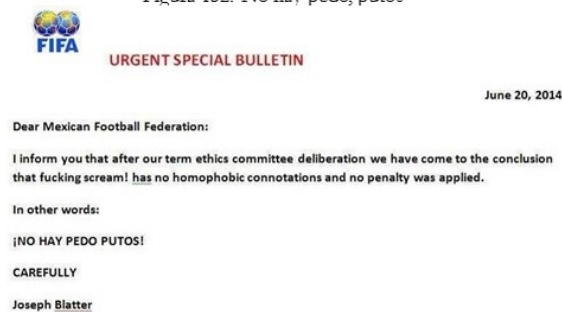 FIFA
URGENT SPECIAL BULLETIN
June 20, 2014
Dear Mexican Football Federation:
I inform you that after our term ethics committee deliberation we have come to the conclusion
that fucking scream! has no homophobic connotations and no penalty was applied.
In other words:
¡NO HAY PEDO PUTOS!
CAREFULLY
Joseph Blatter